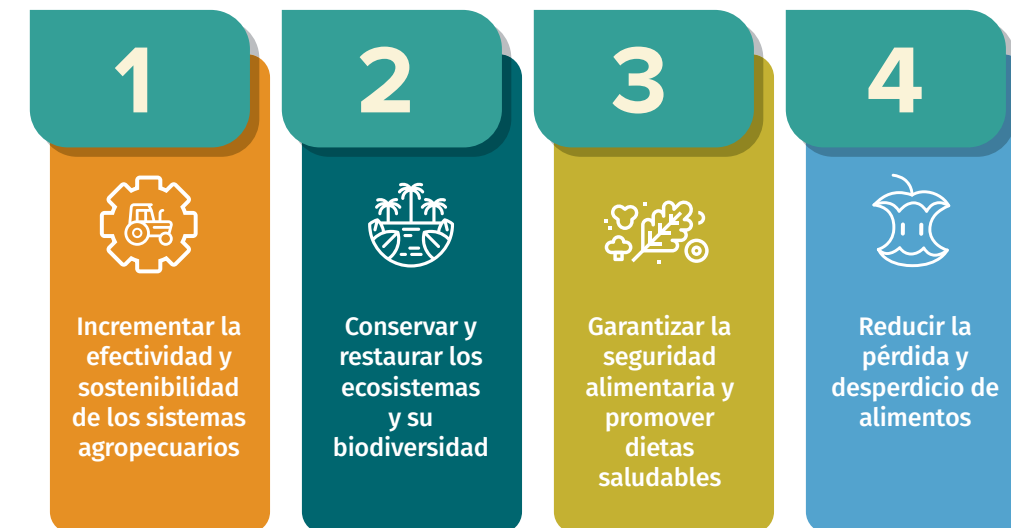 1
Incrementar la
efectividad y
sostenibilidad
de los sistemas
agropecuarios
2
Conservar y
restaurar los
ecosistemas
y su
biodiversidad
3
Garantizar la
seguridad
alimentaria y
promover
dietas
saludables
4
Reducir la
pérdida y
desperdicio de
alimentos